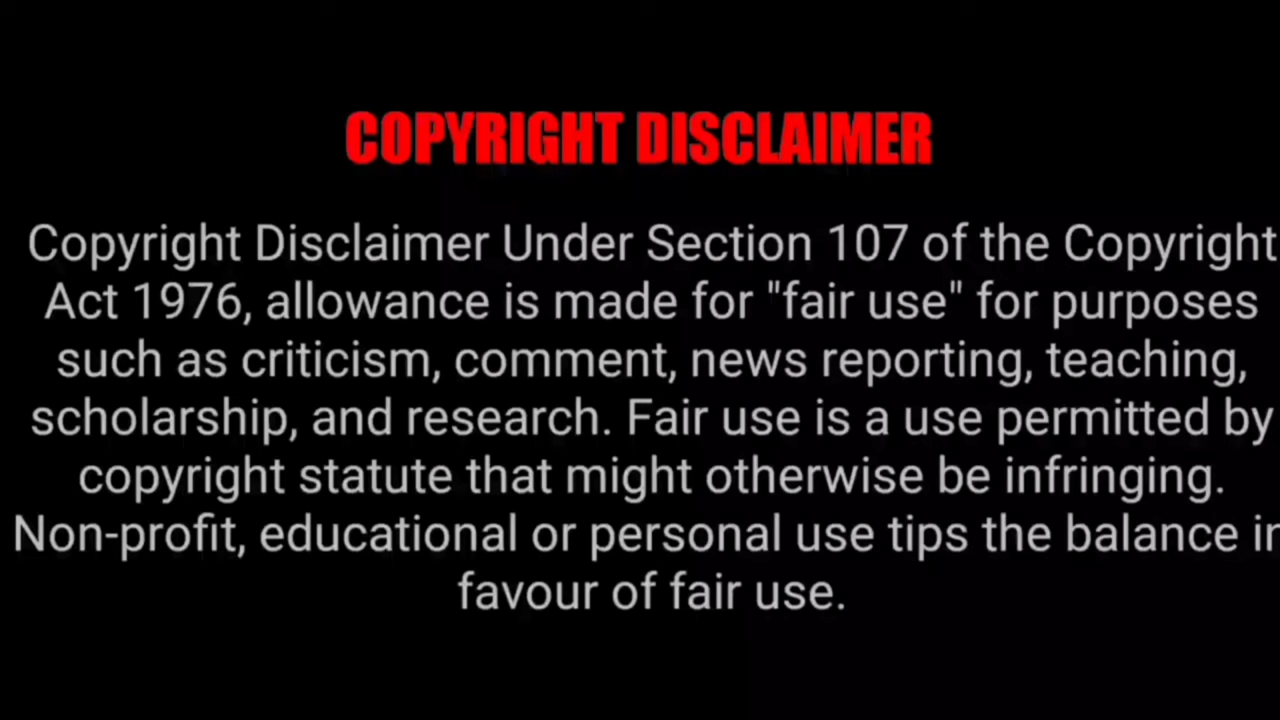 COPYRIGHT DISCLAIMER
Copyright Disclaimer Under Section 107 of the Copyright
Act 1976, allowance is made for "fair use" for purposes
such as criticism, comment, news reporting, teaching,
scholarship, and research. Fair use is a use permitted by
copyright statute that might otherwise be infringing.
Non-profit, educational or personal use tips the balance in
favour of fair use.